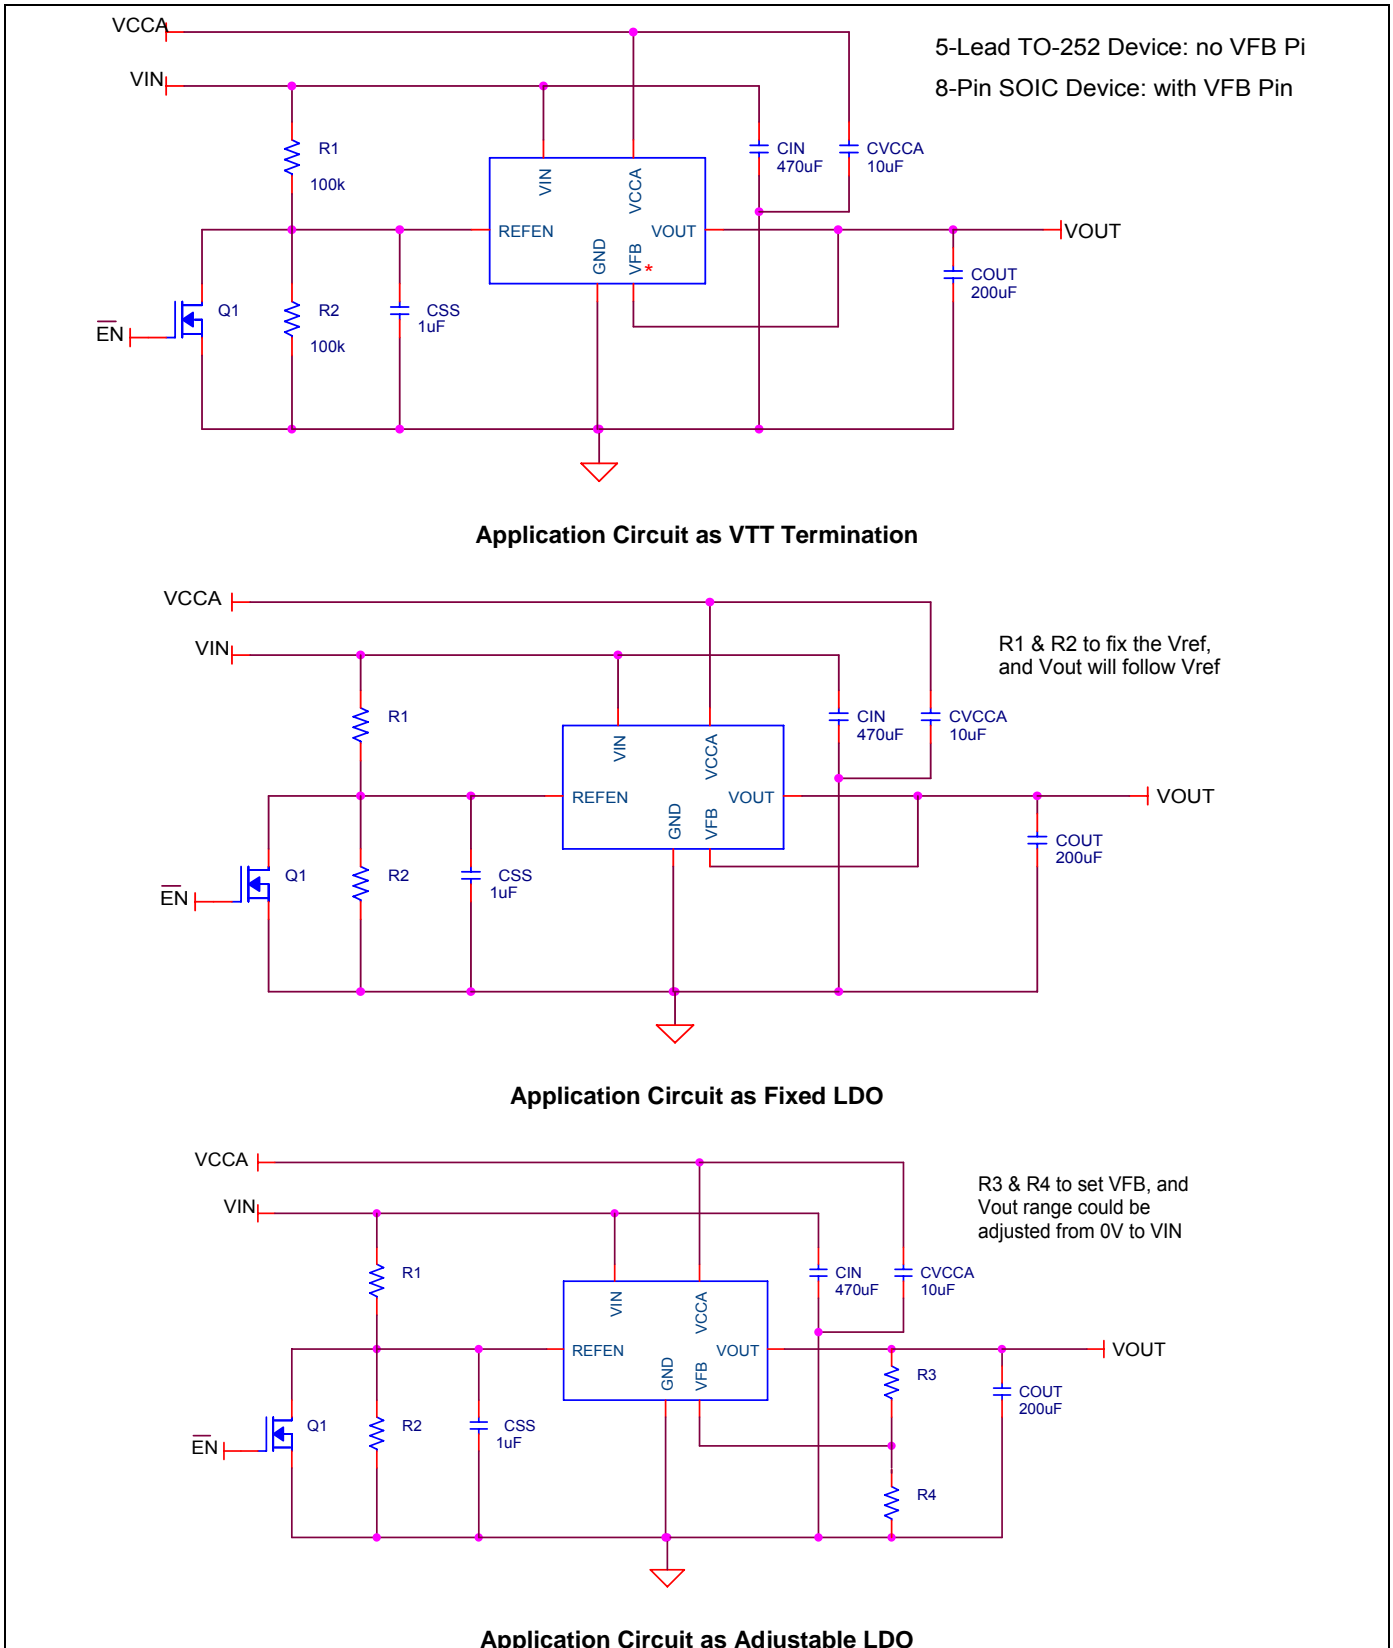 VCCA
5-Lead TO-252 Device: no VFB Pi
VIN
8-Pin SOIC Device: with VFB Pin
R1
100k
CIN
470uF
CVCCA
10uF
VIN
VCCA
REFEN
VOUT
GND
VFB
*
VOUT
COUT
200uF
EN
Q1
R2
100k
CSS
1uF
Application Circuit as VTT Termination
VCCA
VIN
R1 & R2 to fix the Vref,
and Vout will follow Vref
R1
CIN
470uF
CVCCA
10uF
VIN
VCCA
REFEN
VOUT
GND
VFB
VOUT
COUT
200uF
EN
Q1
R2
CSS
1uF
Application Circuit as Fixed LDO
VCCA
VIN
R3 & R4 to set VFB, and
Vout range could be
adjusted from 0V to VIN
R1
CIN
470uF
CVCCA
10uF
VIN
VCCA
REFEN
VOUT
GND
VFB
VOUT
R3
COUT
200uF
EN
Q1
R2
CSS
1uF
R4
Application Circuit as Adjustable LDO